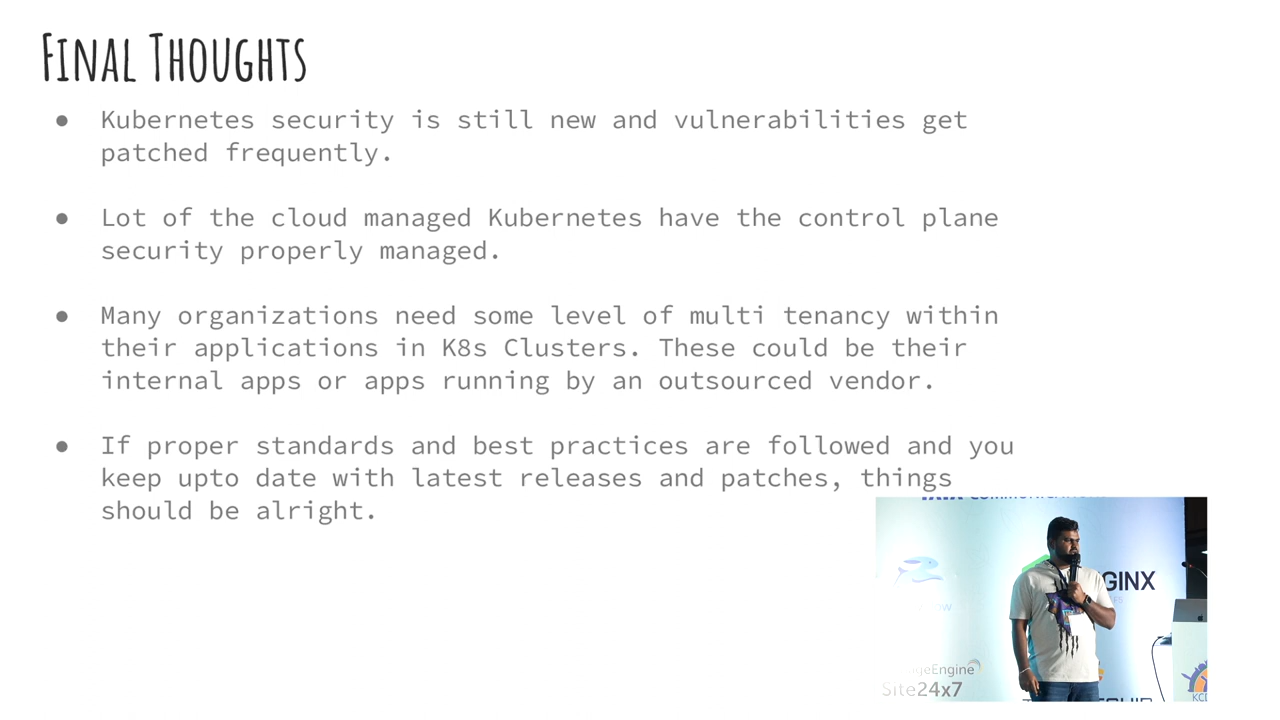 Final Thoughts
● Kubernetes security is still new and vulnerabilities get
patched frequently.
● Lot of the cloud managed Kubernetes have the control plane
security properly managed.
● Many organizations need some level of multi tenancy within
their applications in K8s Clusters. These could be their
internal apps or apps running by an outsourced vendor.
● If proper standards and best practices are followed and you
keep upto date with latest releases and patches, things
should be alright.
GINX
Site24x7